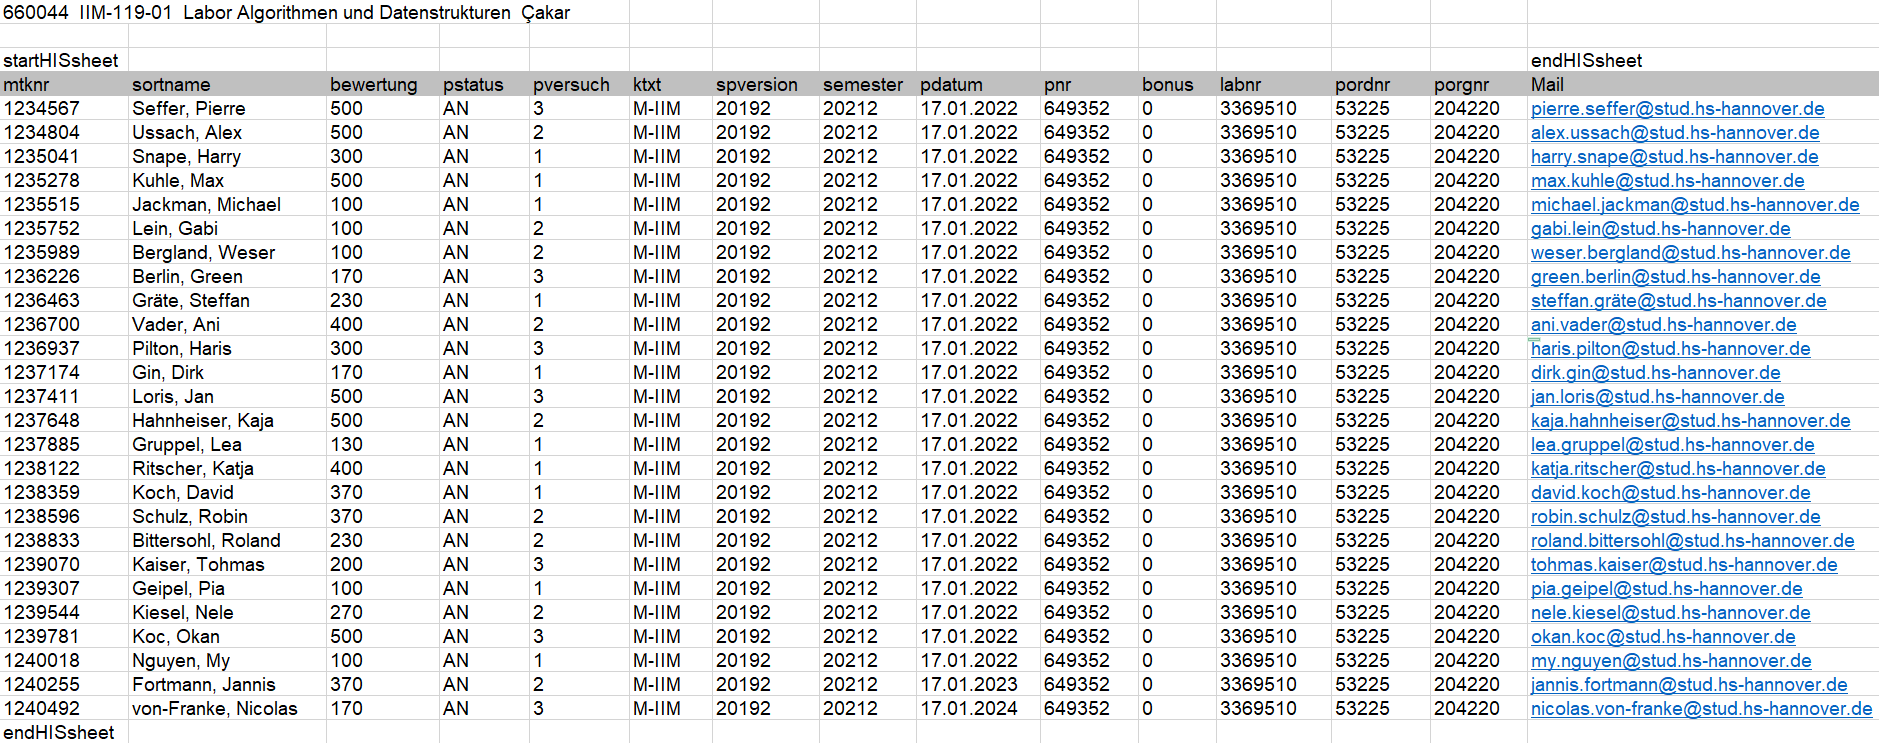 660044 IIM-119-01 Labor Algorithmen und Datenstrukturen Çakar
startHISsheet endHISsheet
mtknr sortname bewertung pstatus pversuch ktxt spversion semester pdatum pnr bonus labnr pordnr porgnr Mail
1234567 Seffer, Pierre 500 AN 3 M-IIM 20192 20212 17.01.2022 649352 0 3369510 53225 204220 pierre.seffer@stud.hs-hannover.de
1234804 Ussach, Alex 500 AN 2 M-IIM 20192 20212 17.01.2022 649352 0 3369510 53225 204220 alex.ussach@stud.hs-hannover.de
1235041 Snape, Harry 300 AN 1 M-IIM 20192 20212 17.01.2022 649352 0 3369510 53225 204220 harry.snape@stud.hs-hannover.de
1235278 Kuhle, Max 500 AN 1 M-IIM 20192 20212 17.01.2022 649352 0 3369510 53225 204220 max.kuhle@stud.hs-hannover.de
1235515 Jackman, Michael 100 AN 1 M-IIM 20192 20212 17.01.2022 649352 0 3369510 53225 204220 michael.jackman@stud.hs-hannover.de
1235752 Lein, Gabi 100 AN 2 M-IIM 20192 20212 17.01.2022 649352 0 3369510 53225 204220 gabi.lein@stud.hs-hannover.de
1235989 Bergland, Weser 100 AN 2 M-IIM 20192 20212 17.01.2022 649352 0 3369510 53225 204220 weser.bergland@stud.hs-hannover.de
1236226 Berlin, Green 170 AN 3 M-IIM 20192 20212 17.01.2022 649352 0 3369510 53225 204220 green.berlin@stud.hs-hannover.de
1236463 Gräte, Steffan 230 AN 1 M-IIM 20192 20212 17.01.2022 649352 0 3369510 53225 204220 steffan.gräte@stud.hs-hannover.de
1236700 Vader, Ani 400 AN 2 M-IIM 20192 20212 17.01.2022 649352 0 3369510 53225 204220 ani.vader@stud.hs-hannover.de
1236937 Pilton, Haris 300 AN 3 M-IIM 20192 20212 17.01.2022 649352 0 3369510 53225 204220 haris.pilton@stud.hs-hannover.de
1237174 Gin, Dirk 170 AN 1 M-IIM 20192 20212 17.01.2022 649352 0 3369510 53225 204220 dirk.gin@stud.hs-hannover.de
1237411 Loris, Jan 500 AN 3 M-IIM 20192 20212 17.01.2022 649352 0 3369510 53225 204220 jan.loris@stud.hs-hannover.de
1237648 Hahnheiser, Kaja 500 AN 2 M-IIM 20192 20212 17.01.2022 649352 0 3369510 53225 204220 kaja.hahnheiser@stud.hs-hannover.de
1237885 Gruppel, Lea 130 AN 1 M-IIM 20192 20212 17.01.2022 649352 0 3369510 53225 204220 lea.gruppel@stud.hs-hannover.de
1238122 Ritscher, Katja 400 AN 1 M-IIM 20192 20212 17.01.2022 649352 0 3369510 53225 204220 katja.ritscher@stud.hs-hannover.de
1238359 Koch, David 370 AN 1 M-IIM 20192 20212 17.01.2022 649352 0 3369510 53225 204220 david.koch@stud.hs-hannover.de
1238596 Schulz, Robin 370 AN 2 M-IIM 20192 20212 17.01.2022 649352 0 3369510 53225 204220 robin.schulz@stud.hs-hannover.de
1238833 Bittersohl, Roland 230 AN 2 M-IIM 20192 20212 17.01.2022 649352 0 3369510 53225 204220 roland.bittersohl@stud.hs-hannover.de
1239070 Kaiser, Tohmas 200 AN 3 M-IIM 20192 20212 17.01.2022 649352 0 3369510 53225 204220 tohmas.kaiser@stud.hs-hannover.de
1239307 Geipel, Pia 100 AN 1 M-IIM 20192 20212 17.01.2022 649352 0 3369510 53225 204220 pia.geipel@stud.hs-hannover.de
1239544 Kiesel, Nele 270 AN 2 M-IIM 20192 20212 17.01.2022 649352 0 3369510 53225 204220 nele.kiesel@stud.hs-hannover.de
1239781 Koc, Okan 500 AN 3 M-IIM 20192 20212 17.01.2022 649352 0 3369510 53225 204220 okan.koc@stud.hs-hannover.de
1240018 Nguyen, My 100 AN 1 M-IIM 20192 20212 17.01.2022 649352 0 3369510 53225 204220 my.nguyen@stud.hs-hannover.de
1240255 Fortmann, Jannis 370 AN 2 M-IIM 20192 20212 17.01.2023 649352 0 3369510 53225 204220 jannis.fortmann@stud.hs-hannover.de
1240492 von-Franke, Nicolas 170 AN 3 M-IIM 20192 20212 17.01.2024 649352 0 3369510 53225 204220 nicolas.von-franke@stud.hs-hannover.de
endHISsheet